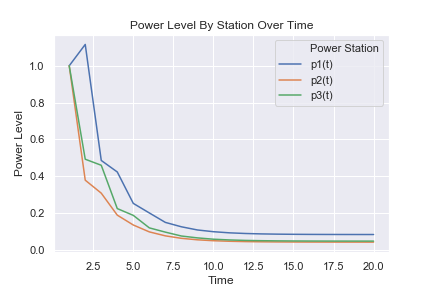 Power Level By Station Over Time
Power Station
p1(t)
p2(t)
p3(t)
Power Level
1.0
0.8
0.6
0.4
0.2
0.0
2.5 5.0 7.5 10.0 12.5 15.0 17.5 20.0
Time